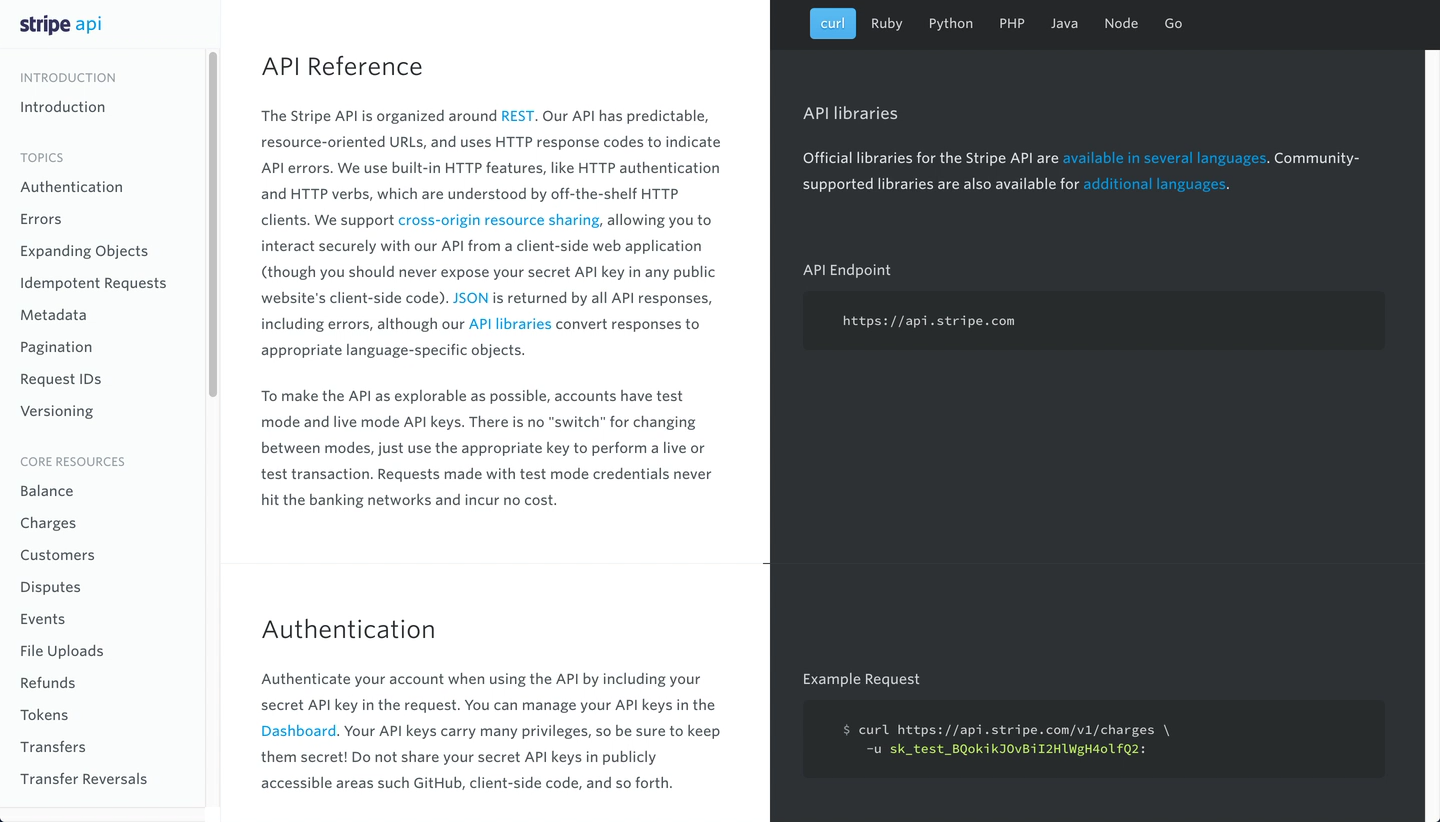 stripe api
INTRODUCTION
Introduction
TOPICS
Authentication
Errors
Expanding Objects
Idempotent Requests
Metadata
Pagination
Request IDs
Versioning
CORE RESOURCES
Balance
Charges
Customers
Disputes
Events
File Uploads
Refunds
Tokens
Transfers
Transfer Reversals
API Reference
The Stripe API is organized around REST. Our API has predictable,
resource-oriented URLs, and uses HTTP response codes to indicate
API errors. We use built-in HTTP features, like HTTP authentication
and HTTP verbs, which are understood by off-the-shelf HTTP
clients. We support cross-origin resource sharing, allowing you to
interact securely with our API from a client-side web application
(though you should never expose your secret API key in any public
website's client-side code). JSON is returned by all API responses,
including errors, although our API libraries convert responses to
appropriate language-specific objects.
To make the API as explorable as possible, accounts have test
mode and live mode API keys. There is no "switch" for changing
between modes, just use the appropriate key to perform a live or
test transaction. Requests made with test mode credentials never
hit the banking networks and incur no cost.
Authentication
Authenticate your account when using the API by including your
secret API key in the request. You can manage your API keys in the
Dashboard. Your API keys carry many privileges, so be sure to keep
them secret! Do not share your secret API keys in publicly
accessible areas such GitHub, client-side code, and so forth.
curl Ruby Python PHP Java Node Go
API libraries
Official libraries for the Stripe API are available in several languages. Community-
supported libraries are also available for additional languages.
API Endpoint
https://api.stripe.com
Example Request
$ curl https://api.stripe.com/v1/charges \
-u sk_test_BQokikJOvBiI2HlWgH4olfQ2: